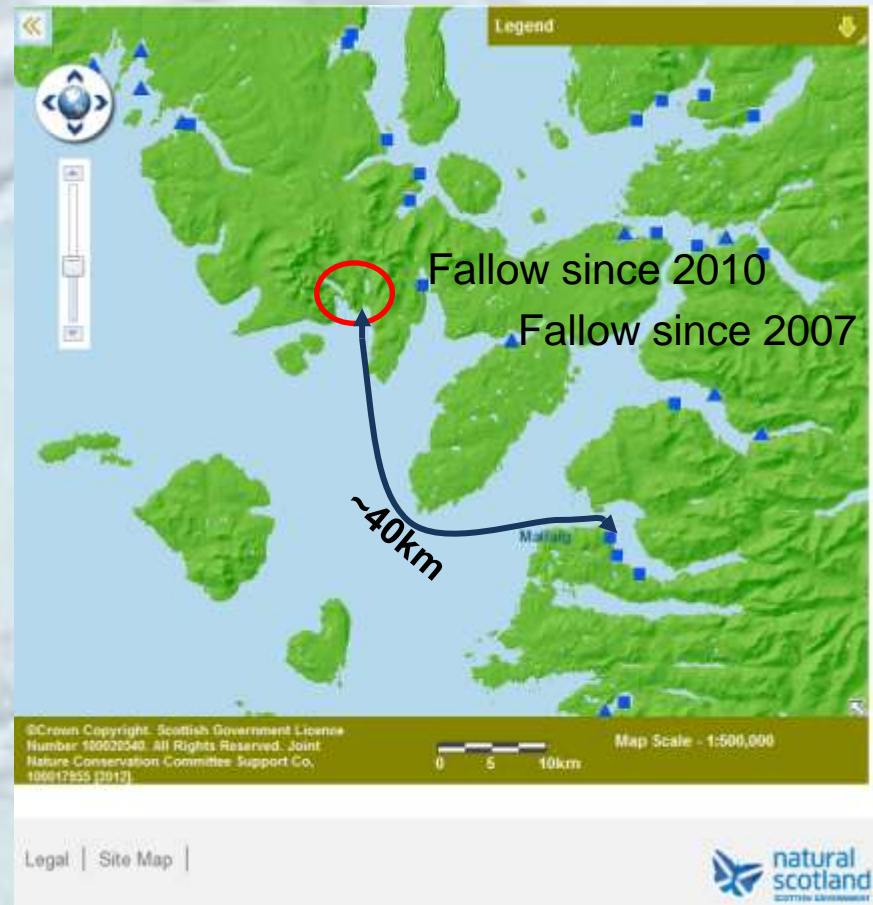 Legend
Fallow since 2010
Fallow since 2007
~40km
Mallaig
©Crown Copyright. Scottish Government Licence
Number 100020540. All Rights Reserved. Joint
Nature Conservation Committee Support Co,
100017955 [2012].
0 5 10km
Map Scale - 1:500,000
Legal | Site Map |
natural
scotland
SCOTTISH GOVERNMENT